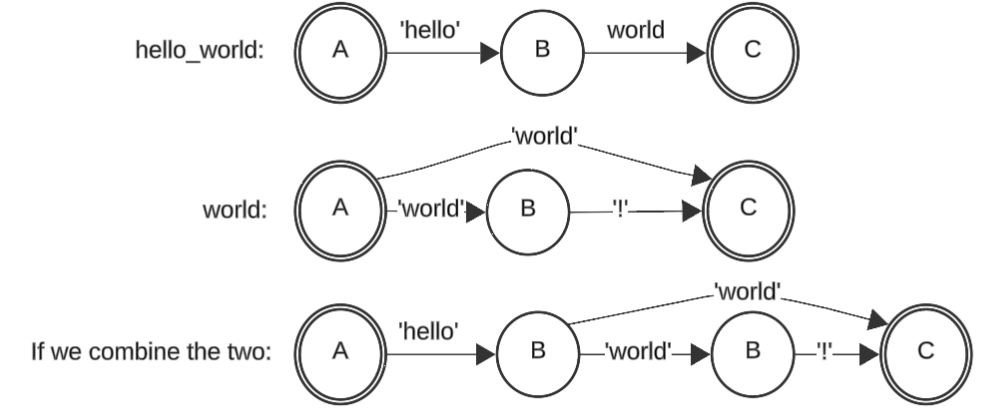 hello_world: A 'hello' B world C
'world'
world: A 'world' B '!' C
'world'
If we combine the two: A 'hello' B 'world' B '!' C